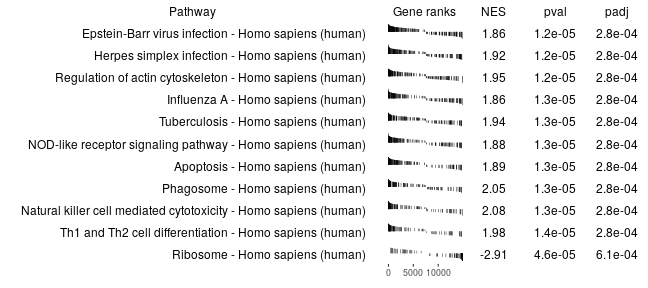 Pathway Gene ranks NES pval padj
Epstein-Barr virus infection - Homo sapiens (human) 1.86 1.2e-05 2.8e-04
Herpes simplex infection - Homo sapiens (human) 1.92 1.2e-05 2.8e-04
Regulation of actin cytoskeleton - Homo sapiens (human) 1.95 1.2e-05 2.8e-04
Influenza A - Homo sapiens (human) 1.86 1.3e-05 2.8e-04
Tuberculosis - Homo sapiens (human) 1.94 1.3e-05 2.8e-04
NOD-like receptor signaling pathway - Homo sapiens (human) 1.88 1.3e-05 2.8e-04
Apoptosis - Homo sapiens (human) 1.89 1.3e-05 2.8e-04
Phagosome - Homo sapiens (human) 2.05 1.3e-05 2.8e-04
Natural killer cell mediated cytotoxicity - Homo sapiens (human) 2.08 1.3e-05 2.8e-04
Th1 and Th2 cell differentiation - Homo sapiens (human) 1.98 1.4e-05 2.8e-04
Ribosome - Homo sapiens (human) -2.91 4.6e-05 6.1e-04
0 5000 10000